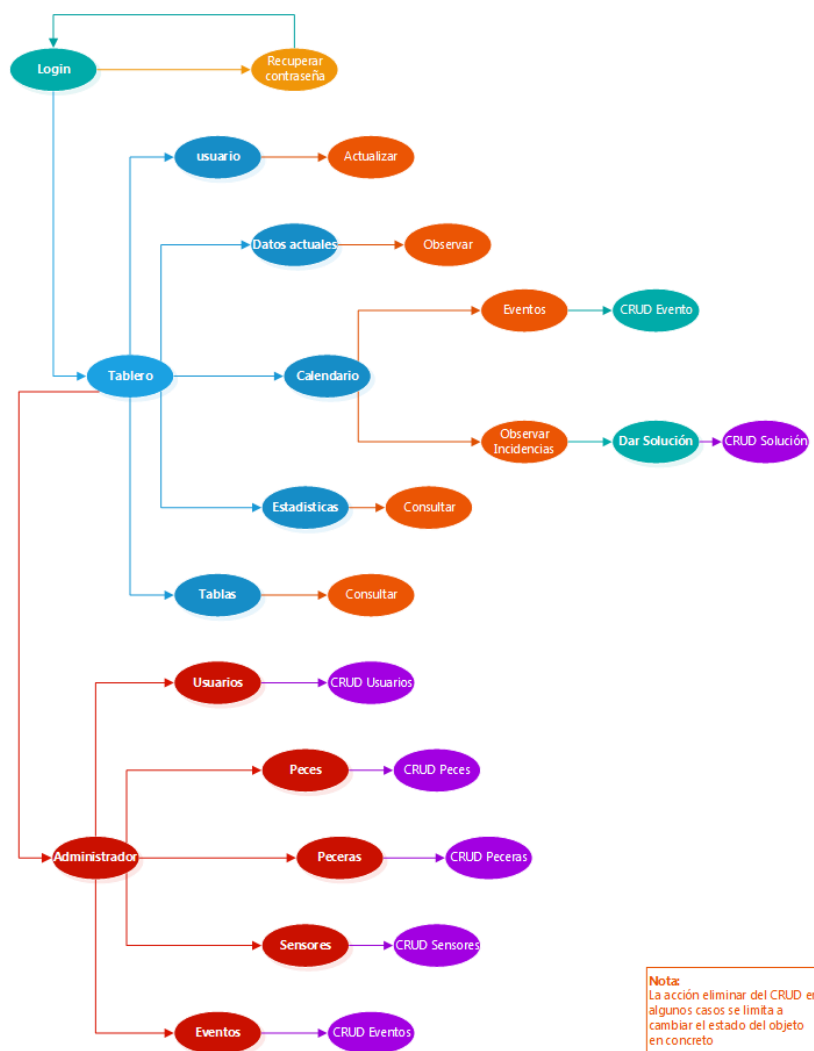 Login
Recuperar
contraseña
usuario
Actualizar
Datos actuales
Observar
Eventos
CRUD Evento
Tablero
Calendario
Observar
Incidencias
Dar Solución
CRUD Solución
Estadisticas
Consultar
Tablas
Consultar
Usuarios
CRUD Usuarios
Peces
CRUD Peces
Administrador
Peceras
CRUD Peceras
Sensores
CRUD Sensores
Eventos
CRUD Eventos
Nota:
La acción eliminar del CRUD en
algunos casos se limita a
cambiar el estado del objeto
en concreto